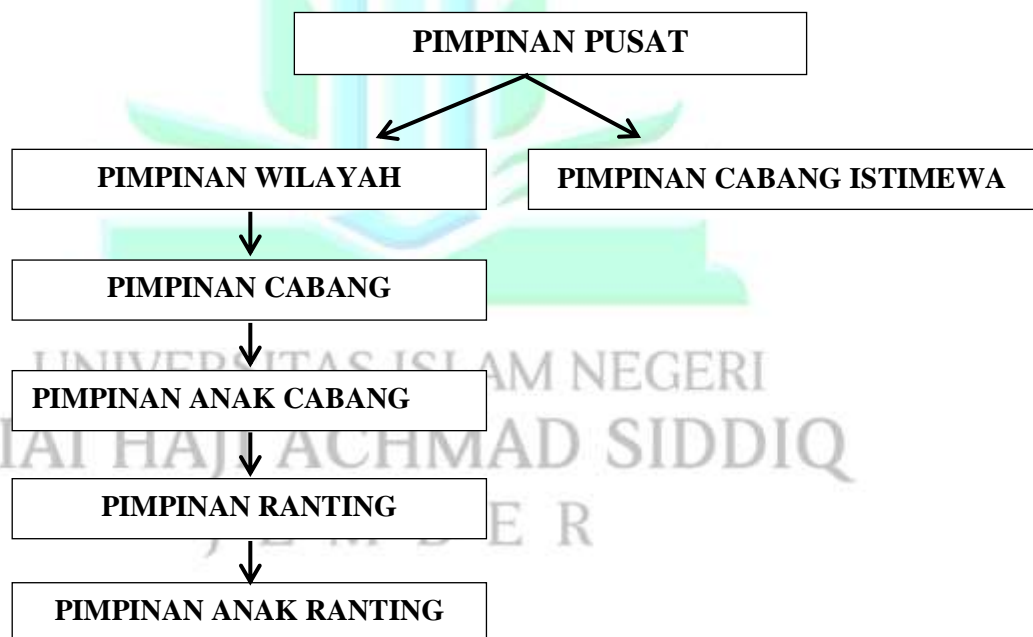 PIMPINAN PUSAT
PIMPINAN WILAYAH
PIMPINAN CABANG ISTIMEWA
PIMPINAN CABANG
UNIVERSITAS ISLAM NEGERI
PIMPINAN ANAK CABANG
IAI HAJI ACHMAD SIDDIQ
PIMPINAN RANTING
J E M B E R
PIMPINAN ANAK RANTING